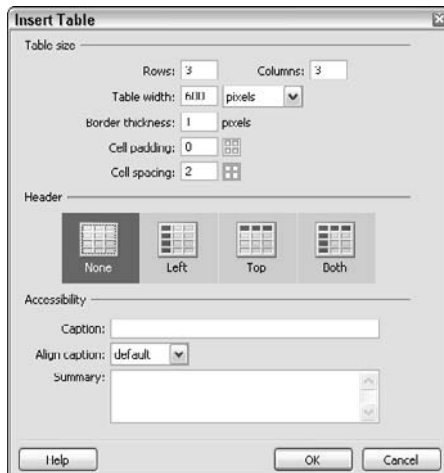 Insert Table
Table size
Rows: 3 Columns: 3
Table width: 600 pixels
Border thickness: 1 pixels
Cell padding: 0
Cell spacing: 2
Header
None Left Top Both
Accessibility
Caption:
Align caption: default
Summary:
Help OK Cancel